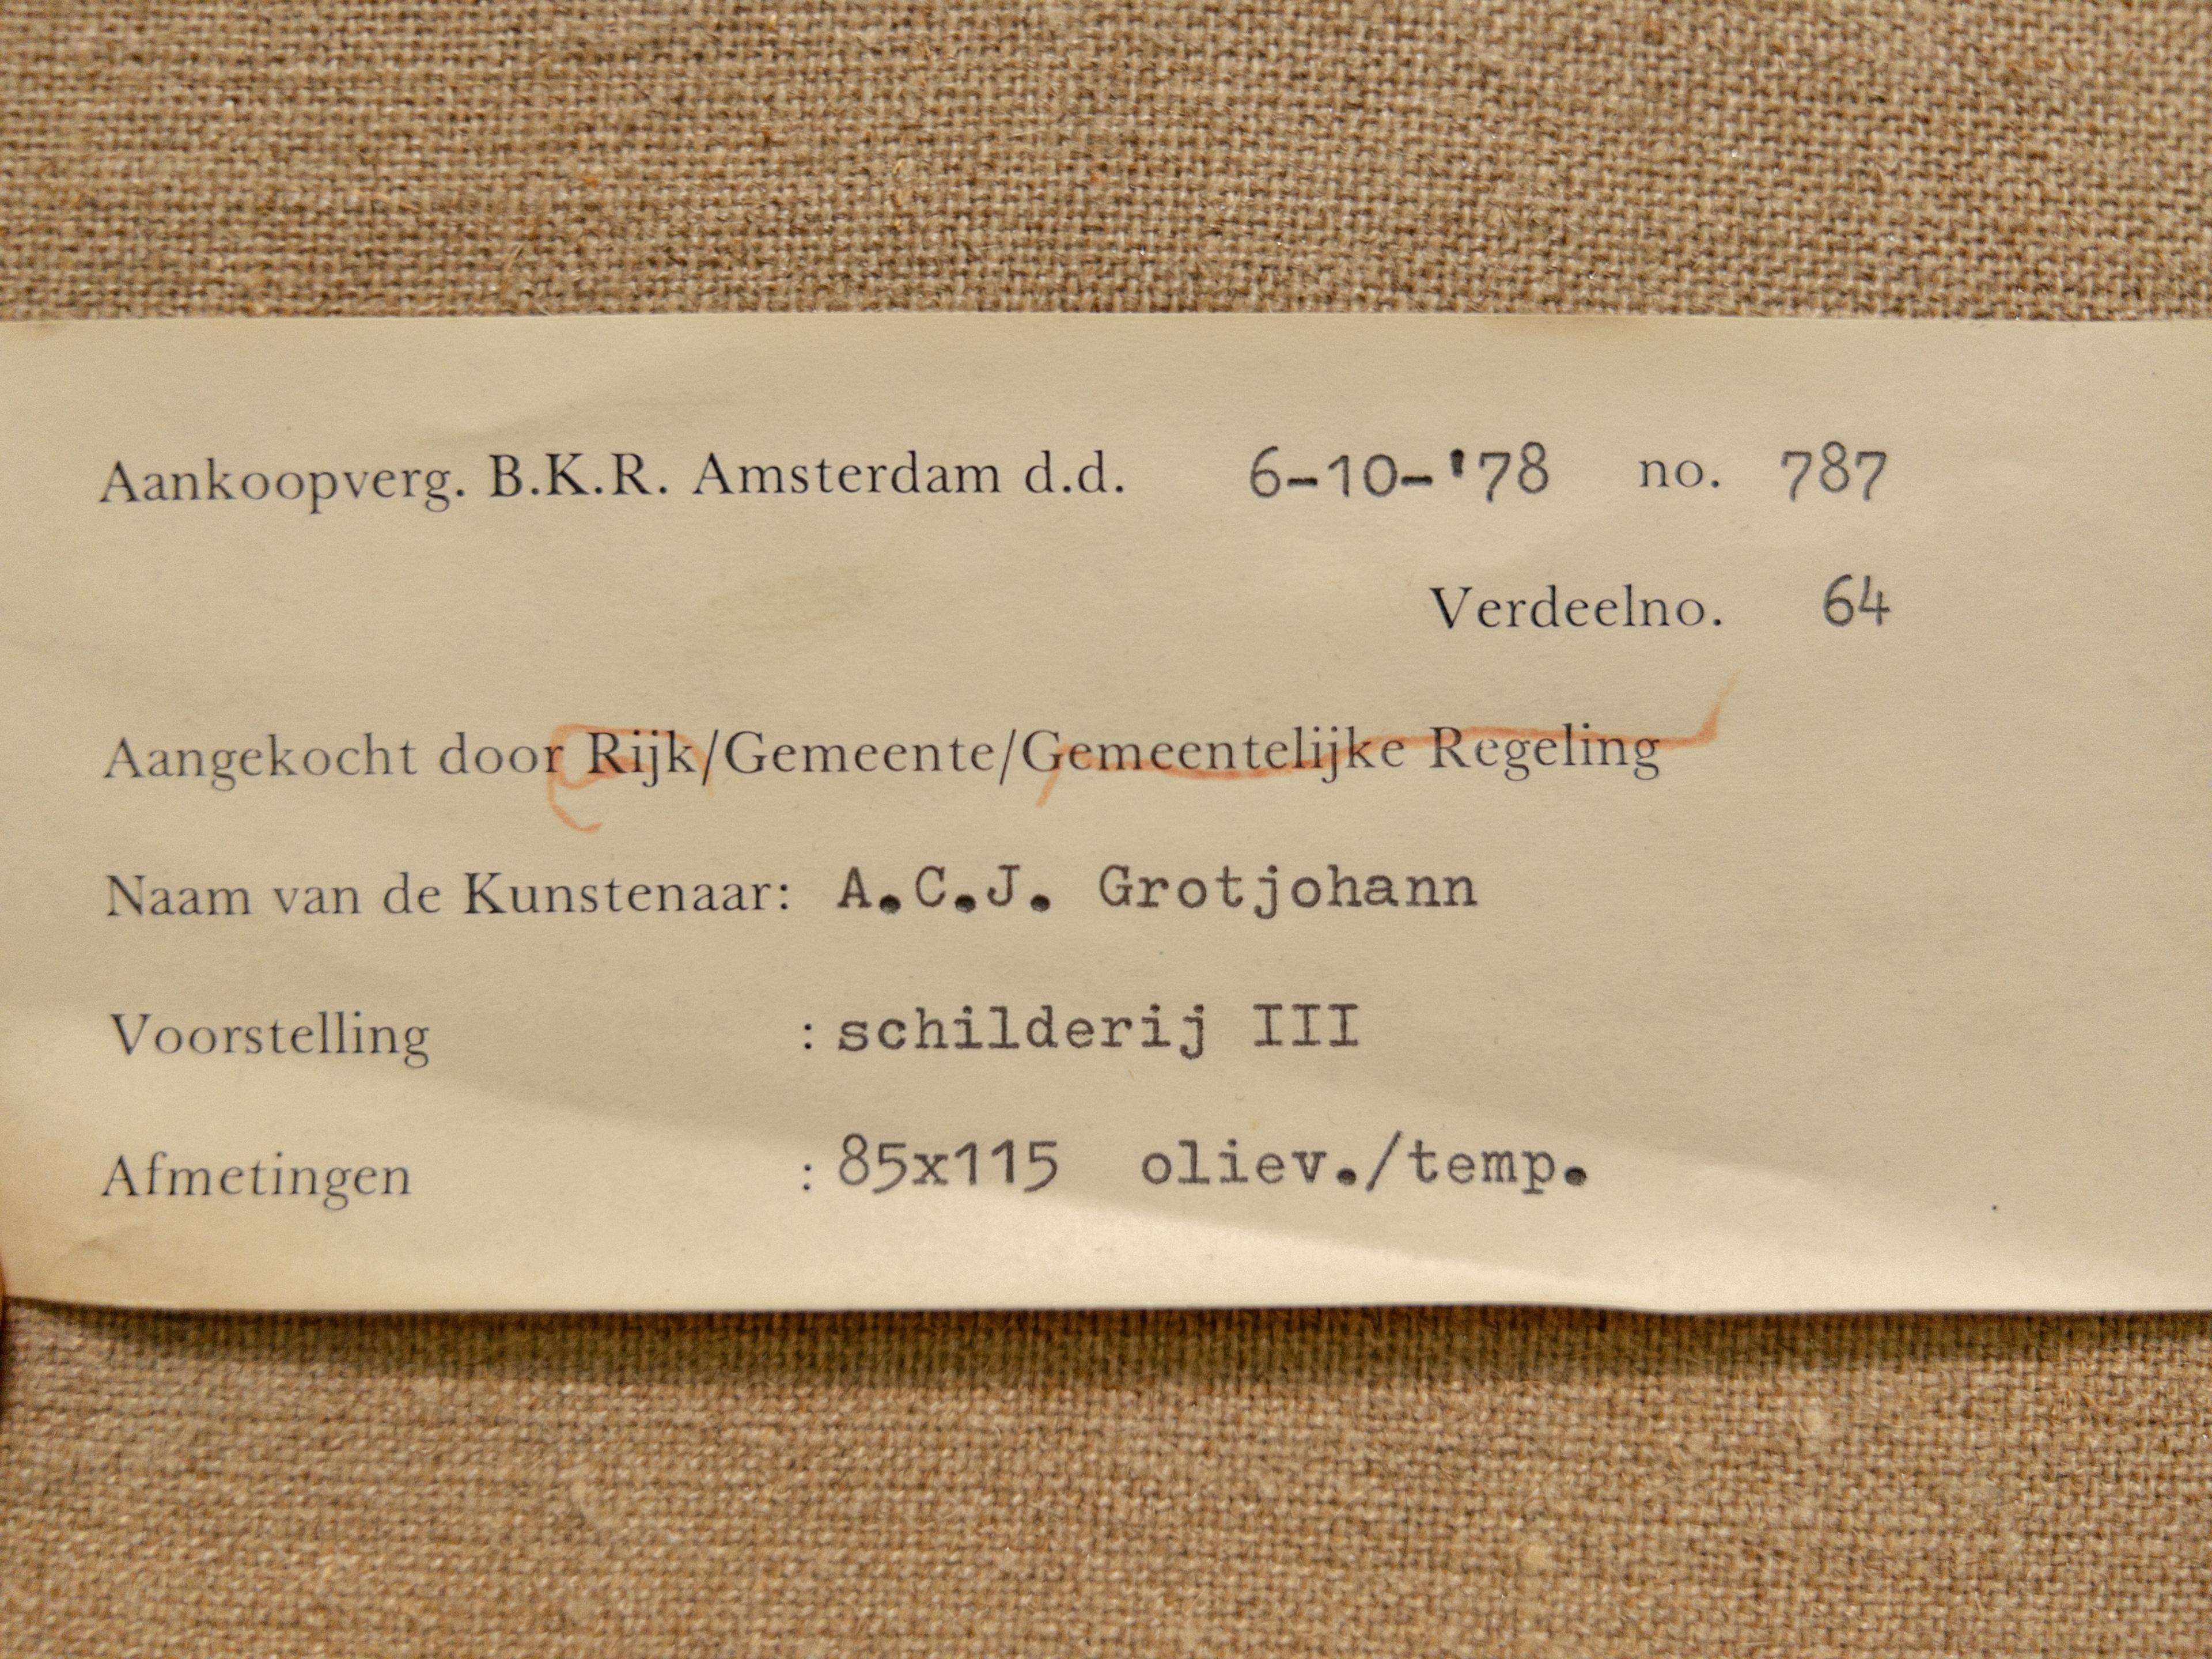 Aankoopverg. B.K.R. Amsterdam d.d. 6-10-'78 no. 787
Verdeelno. 64
Aangekocht door Rijk/Gemeente/Gemeentelijke Regeling
Naam van de Kunstenaar: A.C.J. Grotjohann
Voorstelling : schilderij III
Afmetingen : 85x115 oliev./temp.